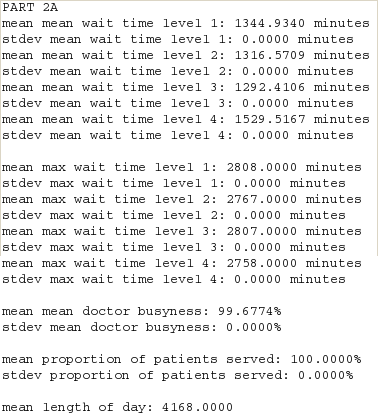 PART 2A
mean mean wait time level 1: 1344.9340 minutes
stdev mean wait time level 1: 0.0000 minutes
mean mean wait time level 2: 1316.5709 minutes
stdev mean wait time level 2: 0.0000 minutes
mean mean wait time level 3: 1292.4106 minutes
stdev mean wait time level 3: 0.0000 minutes
mean mean wait time level 4: 1529.5167 minutes
stdev mean wait time level 4: 0.0000 minutes
mean max wait time level 1: 2808.0000 minutes
stdev max wait time level 1: 0.0000 minutes
mean max wait time level 2: 2767.0000 minutes
stdev max wait time level 2: 0.0000 minutes
mean max wait time level 3: 2807.0000 minutes
stdev max wait time level 3: 0.0000 minutes
mean max wait time level 4: 2758.0000 minutes
stdev max wait time level 4: 0.0000 minutes
mean mean doctor busyness: 99.6774%
stdev mean doctor busyness: 0.0000%
mean proportion of patients served: 100.0000%
stdev proportion of patients served: 0.0000%
mean length of day: 4168.0000